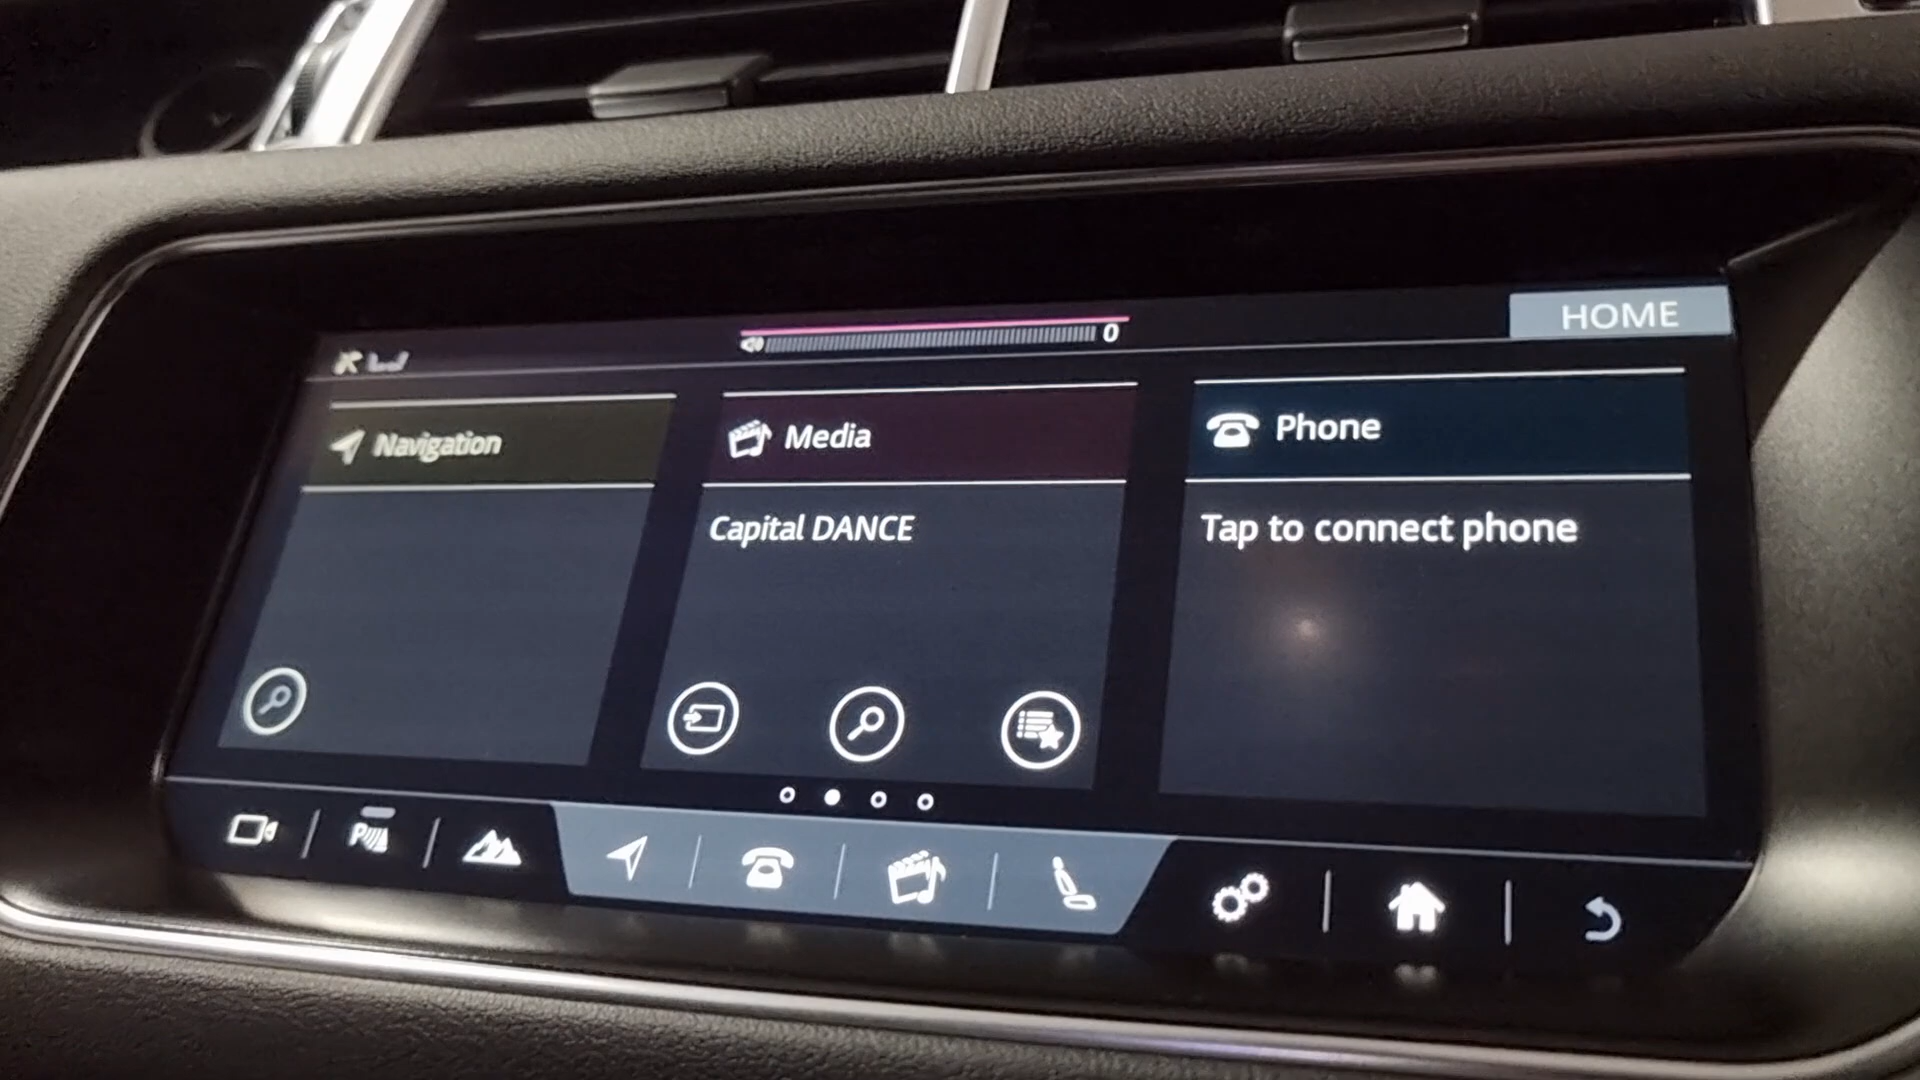 HOME
0
Navigation
Media
Phone
Capital DANCE
Tap to connect phone
P